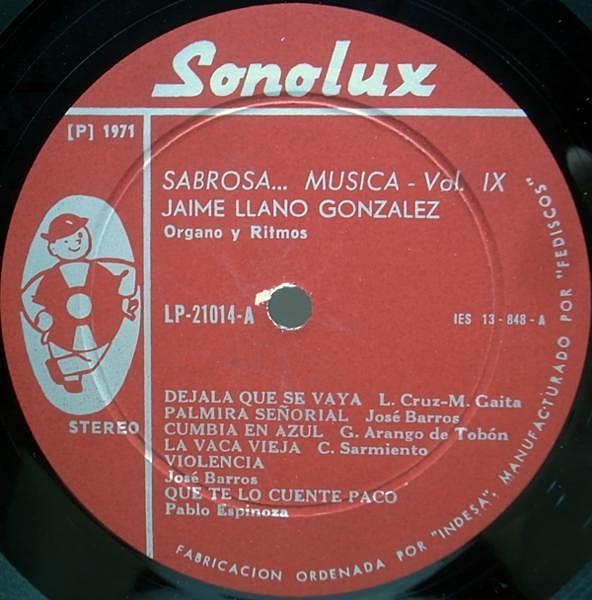 Sonolux
[P] 1971
SABROSA... MUSICA - Vol. IX
JAIME LLANO GONZALEZ
Organo y Ritmos
LP-21014-A
IES 13 - 848 - A
STEREO
DEJALA QUE SE VAYA L. Cruz-M. Gaita
PALMIRA SEÑORIAL José Barros
CUMBIA EN AZUL G. Arango de Tobón
LA VACA VIEJA C. Sarmiento
VIOLENCIA
José Barros
QUE TE LO CUENTE PACO
Pablo Espinoza
FABRICACION ORDENADA POR "INDESA", MANUFACTURADO POR "FEDISCOS"